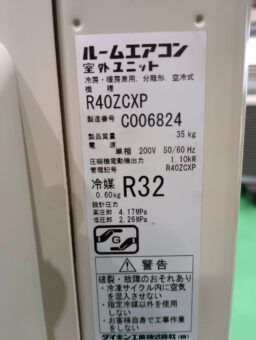 ルームエアコン
室外ユニット
冷房・暖房兼用、分離形、空冷式
機種
R40ZCXP
製造番号 C006824
製品質量 35 kg
電源 単相 200V 50/60Hz
圧縮機電動機出力 1.10kW
管理記号 R40ZCXP
冷媒 R32
0.60kg
設計圧力
高圧部 4.17MPa
低圧部 2.26MPa
G
警告
破裂・故障のおそれあり
・冷凍サイクル内に空気
を混入させない
・指定冷媒以外を使用
しない
・お客様自身で工事作業
をしない
ダイキン工業株式会社